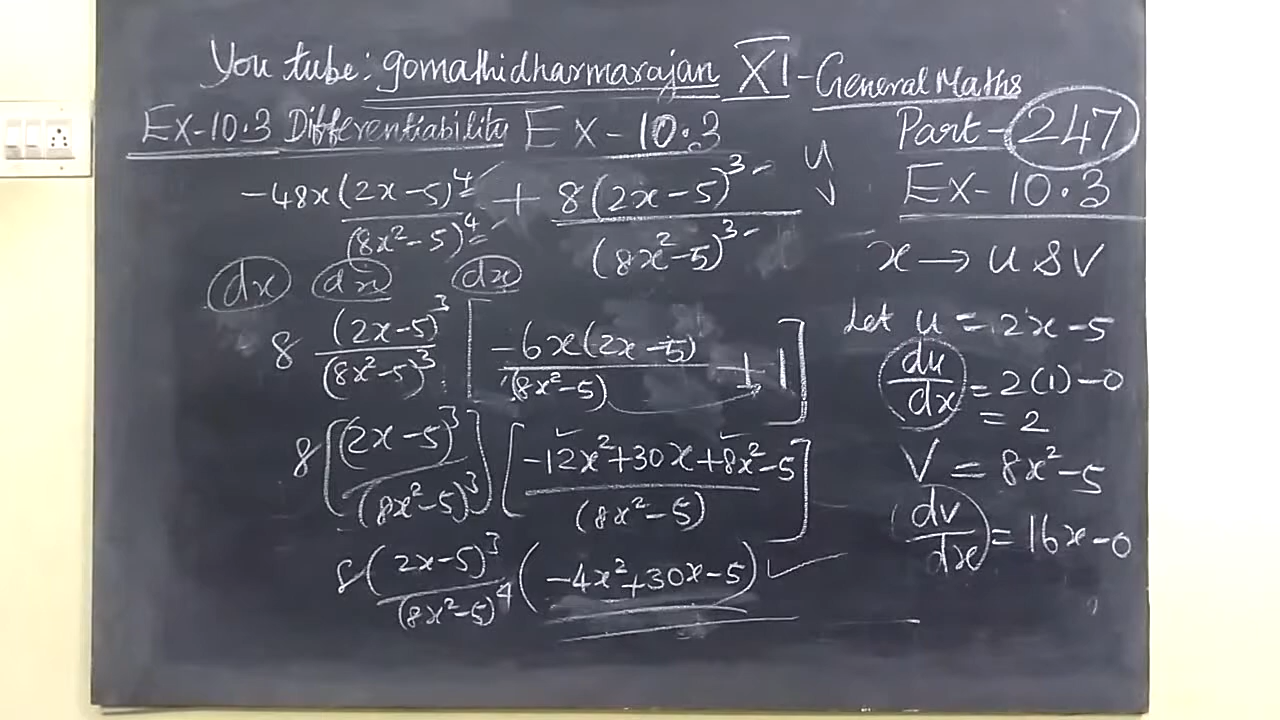 You tube: gomathidharmarajan XI-General Maths
Ex-10.3 Differentiability Ex-10.3
Part-247
Ex-10.3
-48x(2x-5)^4/(8x²-5)^4 + 8(2x-5)^3/(8x²-5)^3
u
v
x → u & v
dx dx dx
8 (2x-5)^3/(8x²-5)^3 [-6x(2x-5)/(8x²-5) + 1]
8[(2x-5)^3/(8x²-5)^3] [-12x²+30x+8x²-5/(8x²-5)]
8(2x-5)^3/(8x²-5)^4 (-4x²+30x-5) ✓
Let u = 2x-5
du/dx = 2(1)-0
= 2
V = 8x²-5
dv/dx = 16x-0